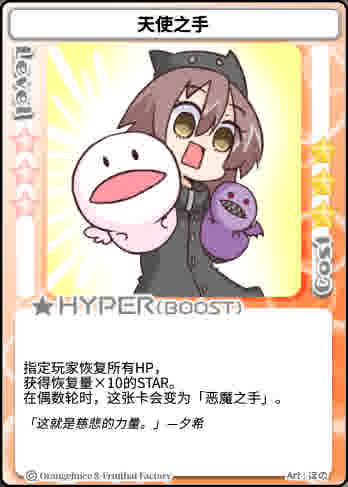 天使之手
Level
Cost
★HYPER(BOOST)
指定玩家恢复所有HP，
获得恢复量×10的STAR。
在偶数轮时，这张卡会变为「恶魔之手」。
「这就是慈悲的力量。」—夕希
©OrangeJuice & Fruitbat Factory
Art：ほの